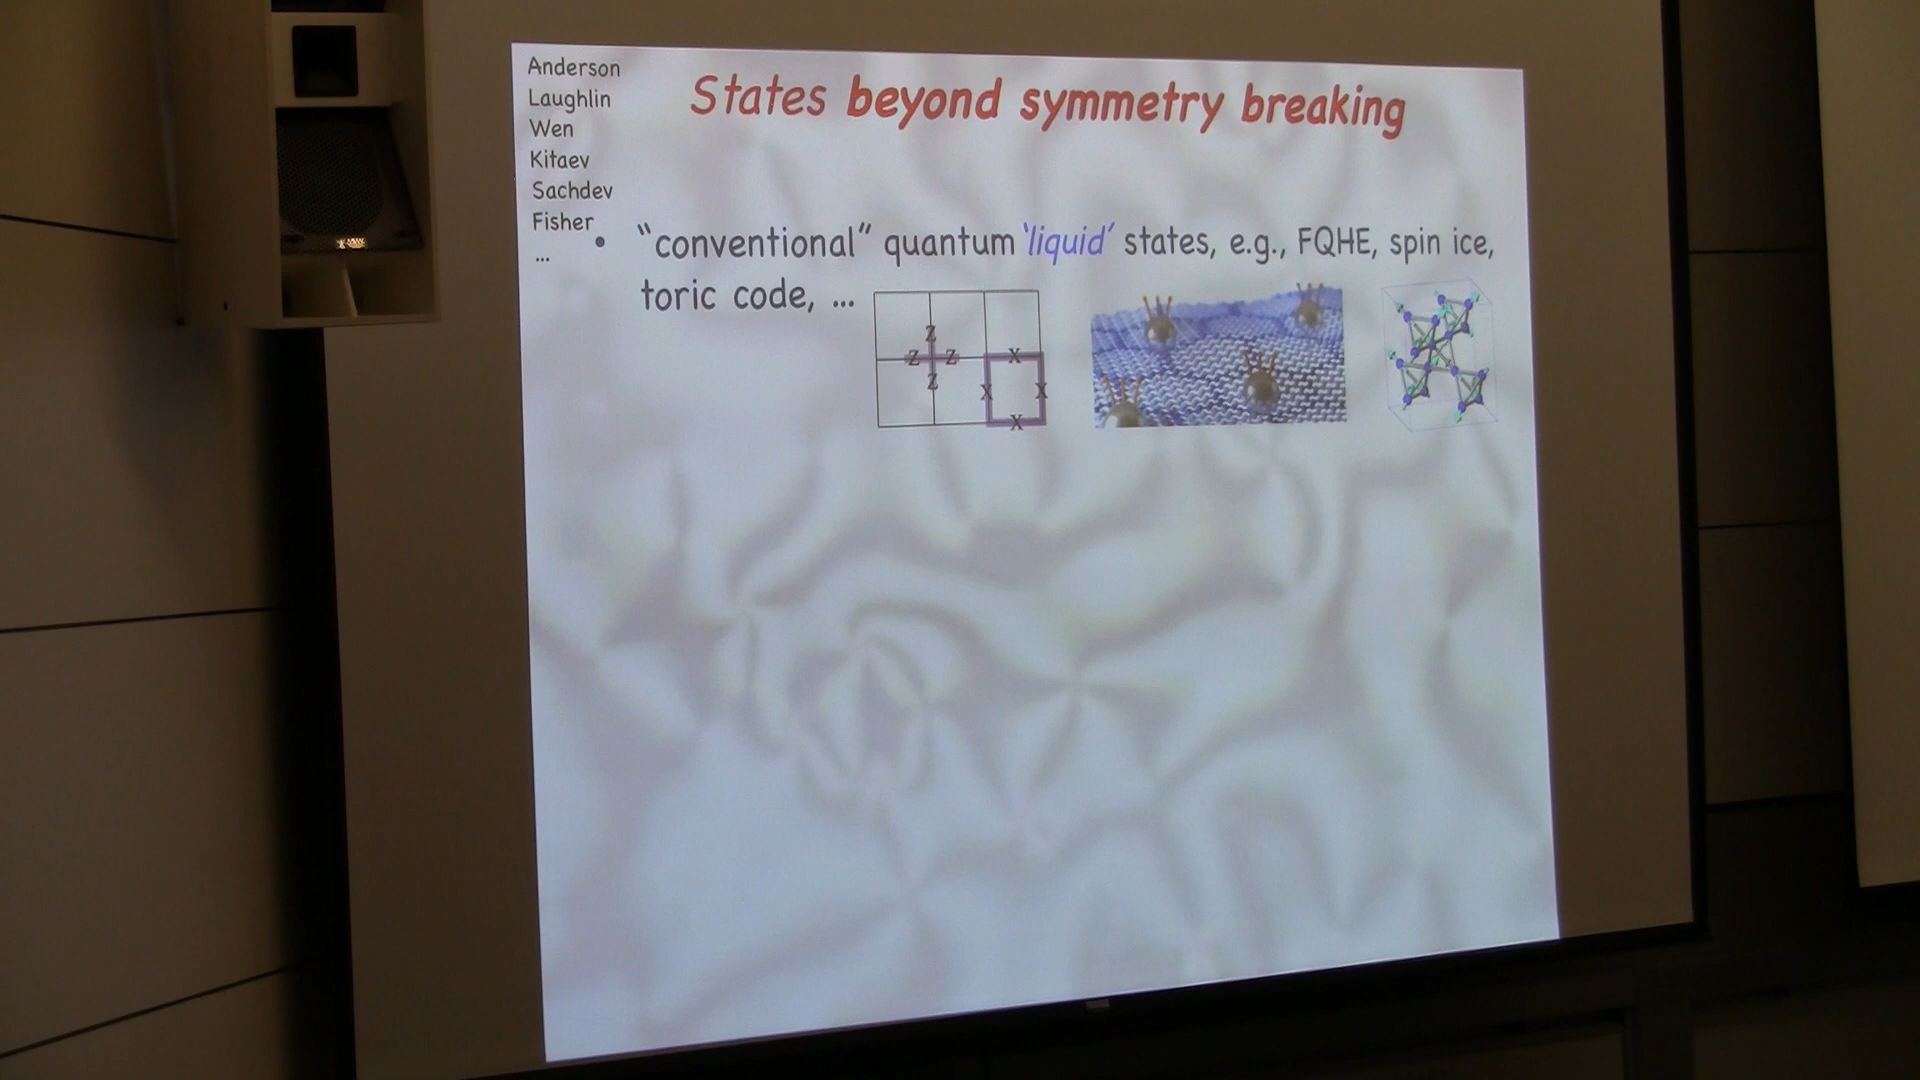 Anderson
Laughlin
Wen
Kitaev
Sachdev
Fisher
...
States beyond symmetry breaking
• “conventional” quantum ‘liquid’ states, e.g., FQHE, spin ice,
toric code, ...
Z
Z Z
Z
X
X X
X